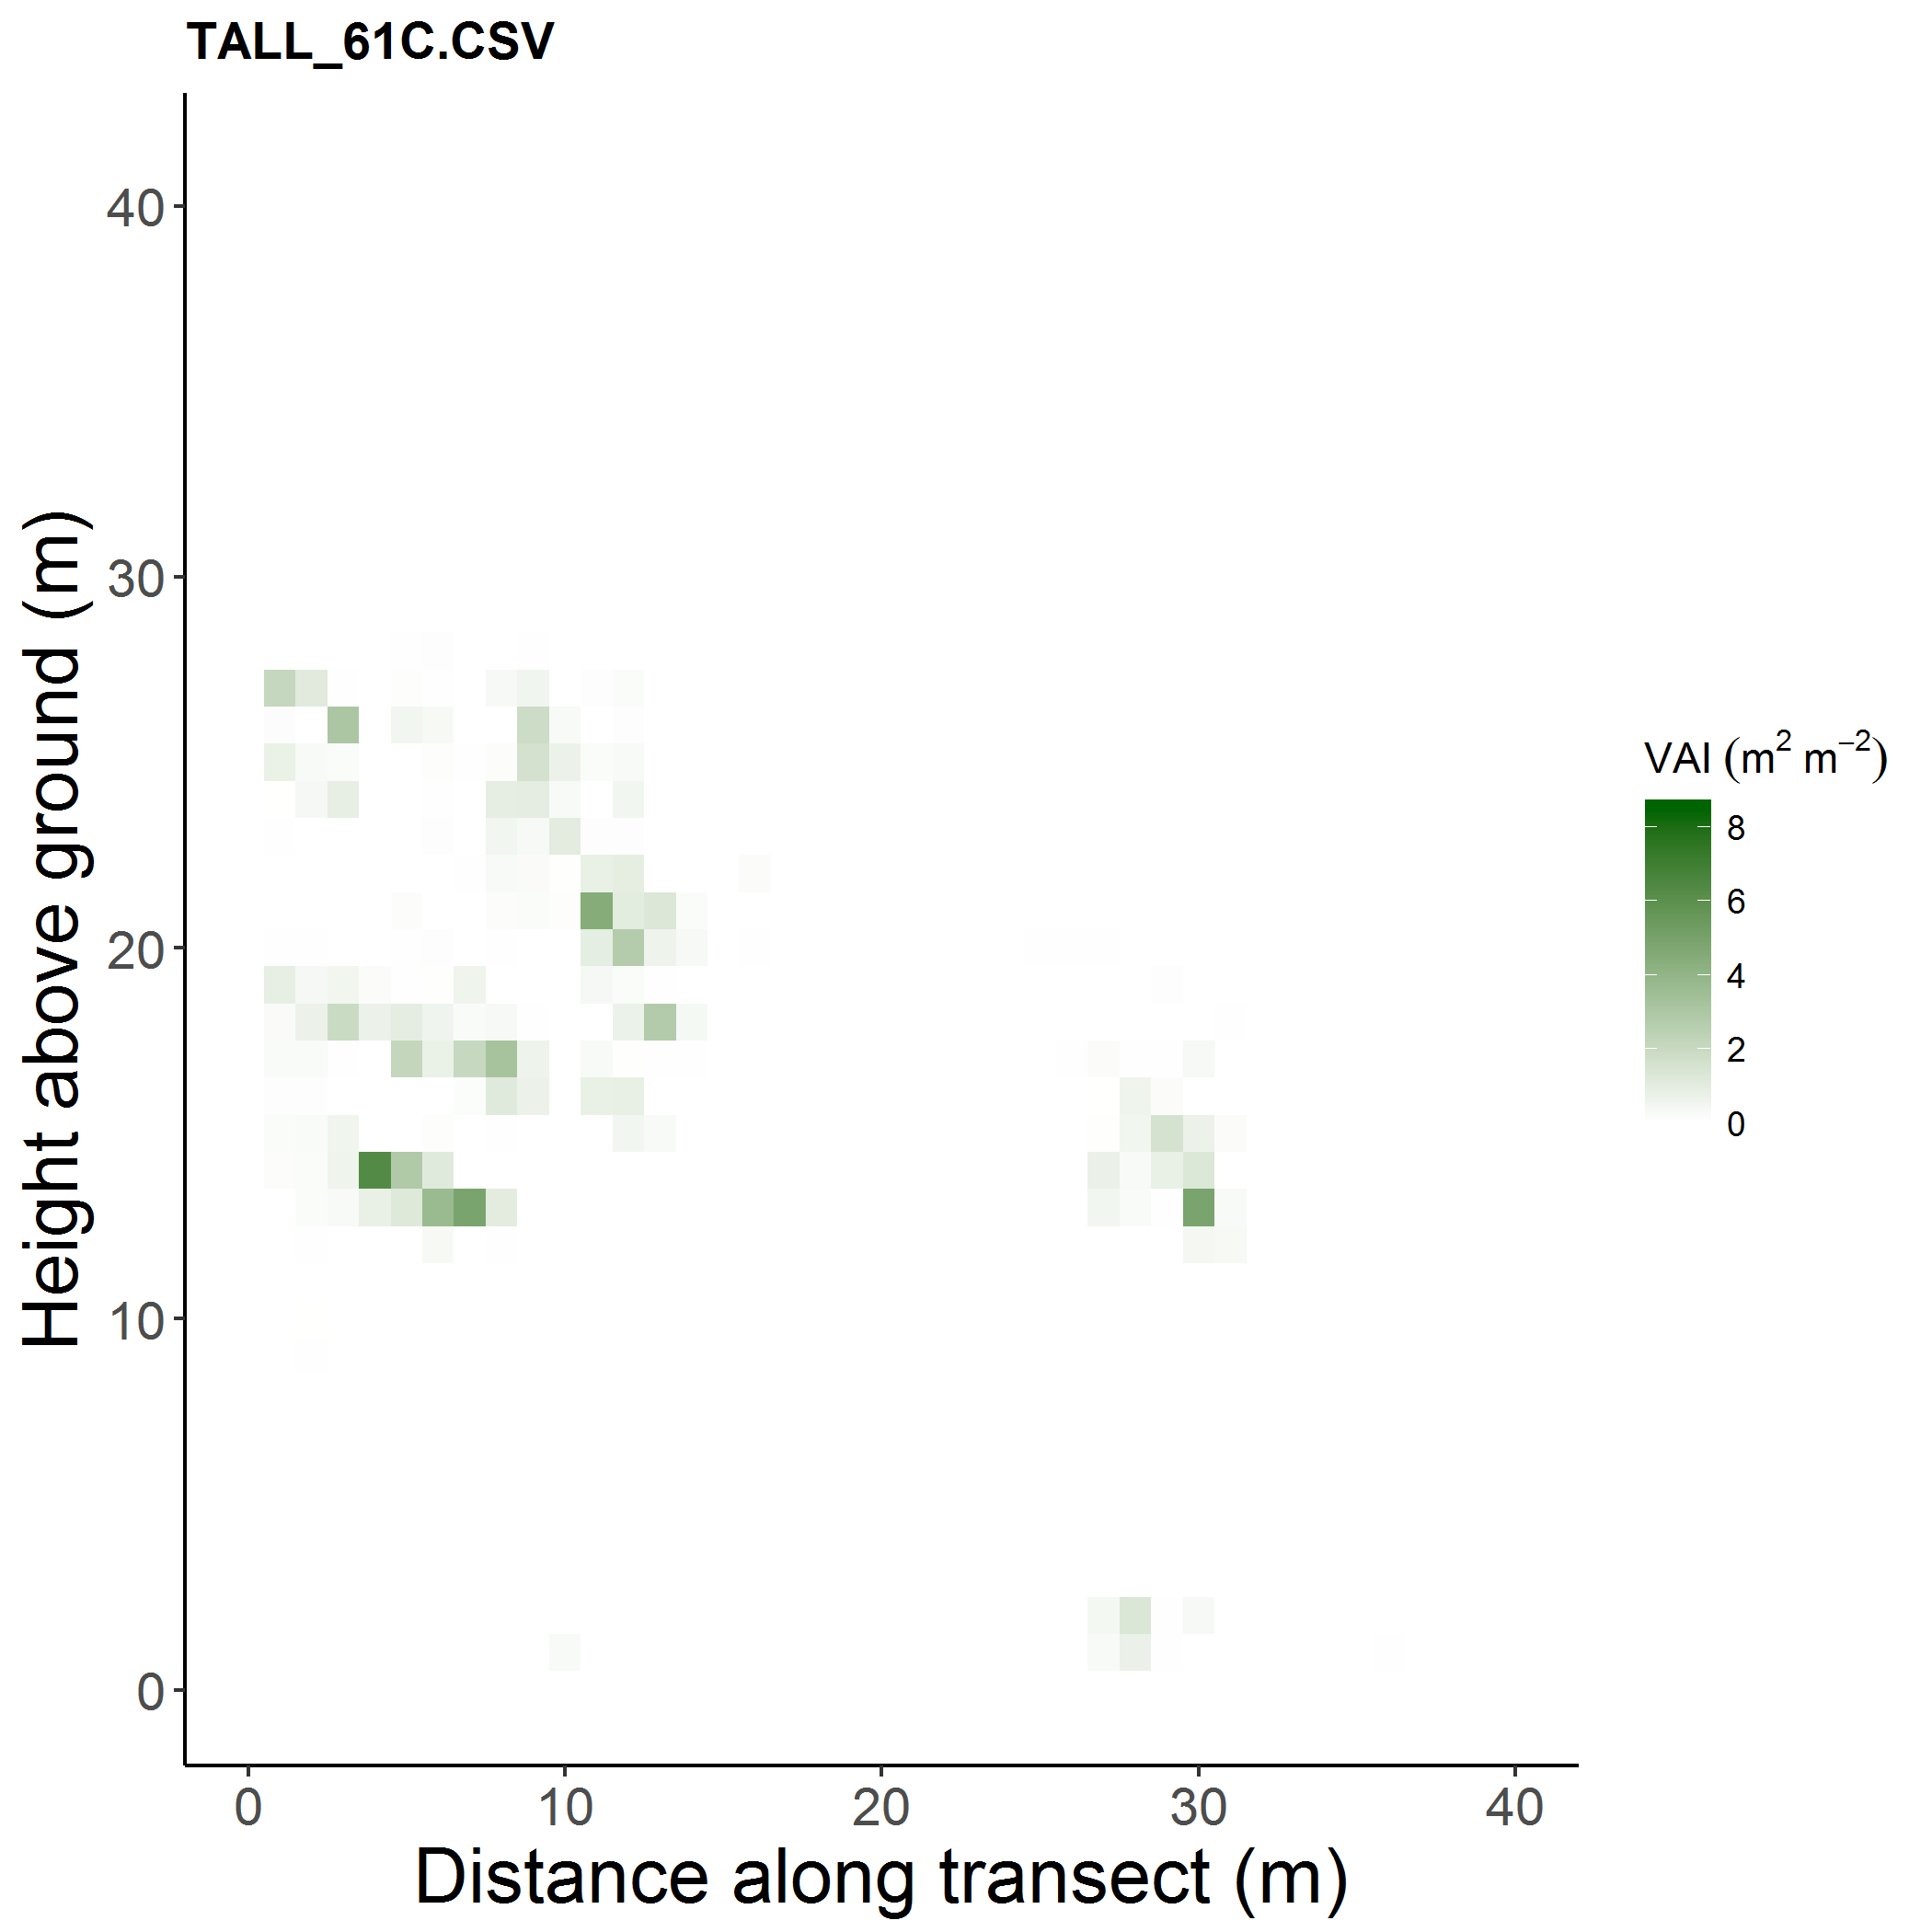 TALL_61C.CSV
Height above ground (m)
40
30
20
10
0
0 10 20 30 40
Distance along transect (m)
VAI (m² m⁻²)
8
6
4
2
0